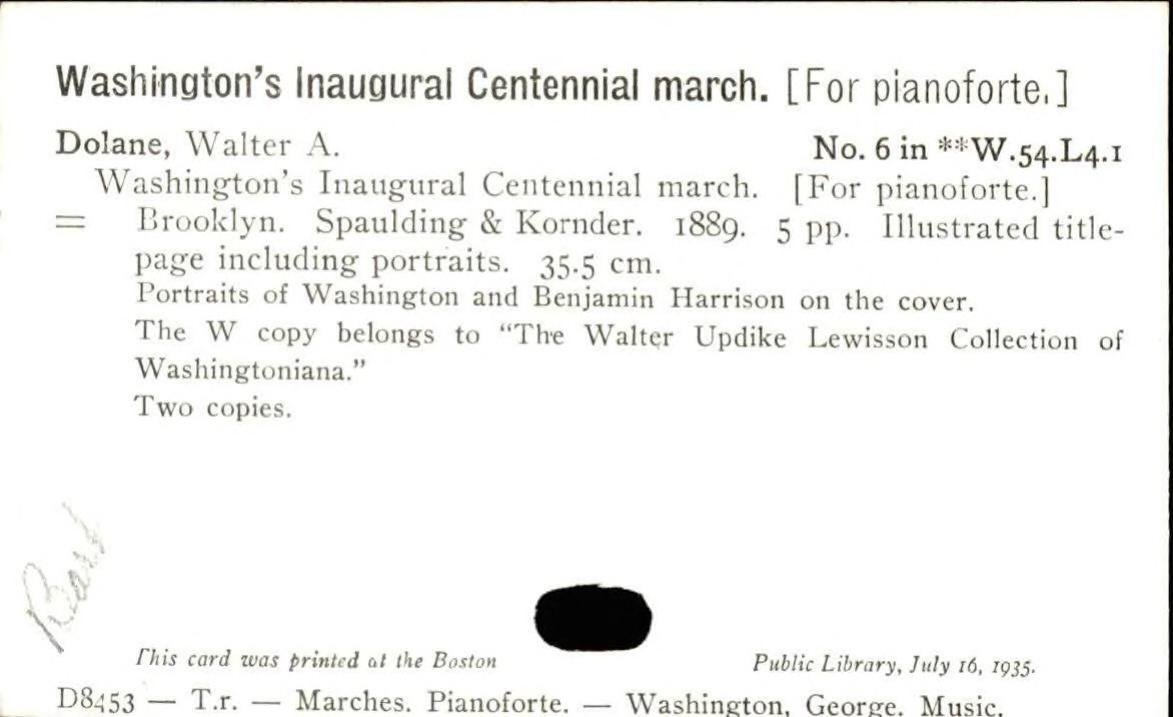 Washington's Inaugural Centennial march. [For pianoforte.]
Dolane, Walter A. No. 6 in **W.54.L4.1
Washington's Inaugural Centennial march. [For pianoforte.]
= Brooklyn. Spaulding & Kornder. 1889. 5 pp. Illustrated title-
page including portraits. 35.5 cm.
Portraits of Washington and Benjamin Harrison on the cover.
The W copy belongs to "The Walter Updike Lewisson Collection of
Washingtoniana."
Two copies.
This card was printed at the Boston Public Library, July 16, 1935.
D8453 — T.r. — Marches. Pianoforte. — Washington, George. Music.